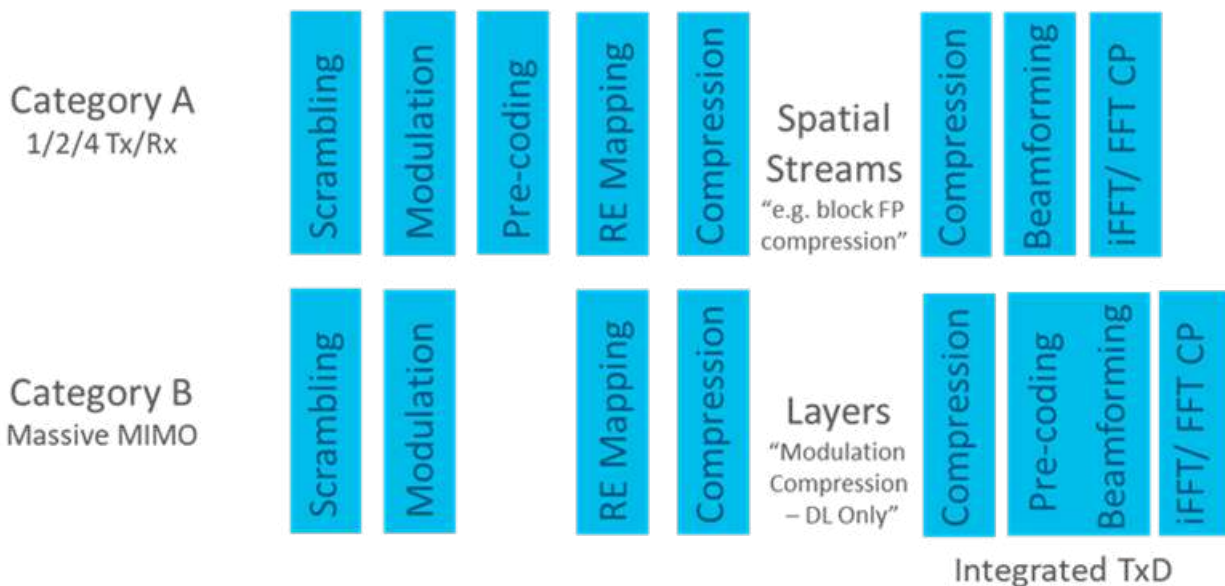 Category A
1/2/4 Tx/Rx
Scrambling
Modulation
Pre-coding
RE Mapping
Compression
Spatial
Streams
“e.g. block FP
compression”
Compression
Beamforming
iFFT/ FFT CP
Category B
Massive MIMO
Scrambling
Modulation
RE Mapping
Compression
Layers
“Modulation
Compression
– DL Only”
Compression
Pre-coding
Beamforming
iFFT/ FFT CP
Integrated TxD